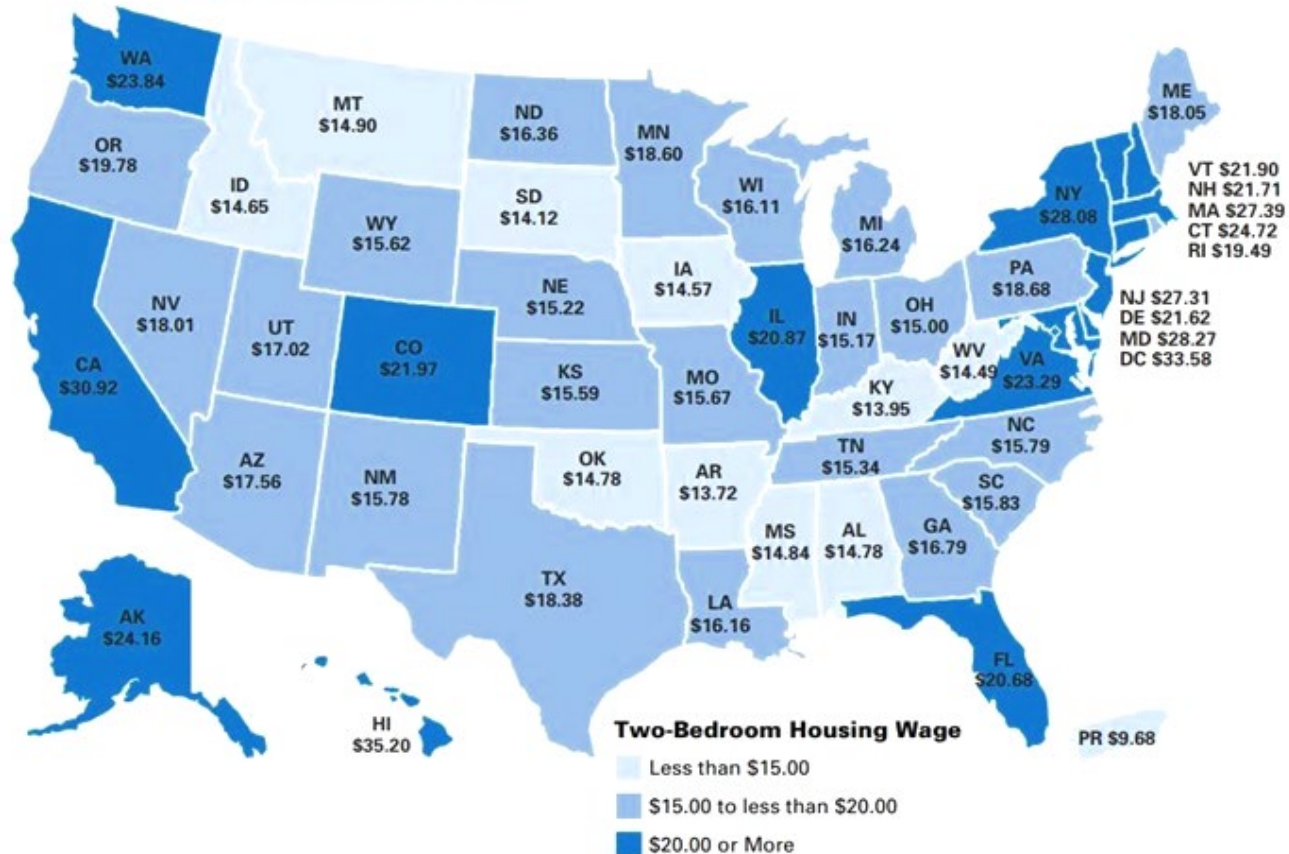 WA
$23.84
MT
$14.90
ND
$16.36
MN
$18.60
ME
$18.05
OR
$19.78
ID
$14.65
SD
$14.12
WI
$16.11
MI
$16.24
NY
$28.08
VT $21.90
NH $21.71
MA $27.39
CT $24.72
RI $19.49
WY
$15.62
IA
$14.57
NE
$15.22
PA
$18.68
NJ $27.31
DE $21.62
MD $28.27
DC $33.58
NV
$18.01
UT
$17.02
CO
$21.97
IL
$20.87
IN
$15.17
OH
$15.00
WV
$14.49
VA
$23.29
CA
$30.92
KS
$15.59
MO
$15.67
KY
$13.95
NC
$15.79
TN
$15.34
AZ
$17.56
NM
$15.78
OK
$14.78
AR
$13.72
SC
$15.83
MS
$14.84
AL
$14.78
GA
$16.79
TX
$18.38
LA
$16.16
AK
$24.16
FL
$20.68
HI
$35.20
PR $9.68
Two-Bedroom Housing Wage
Less than $15.00
$15.00 to less than $20.00
$20.00 or More